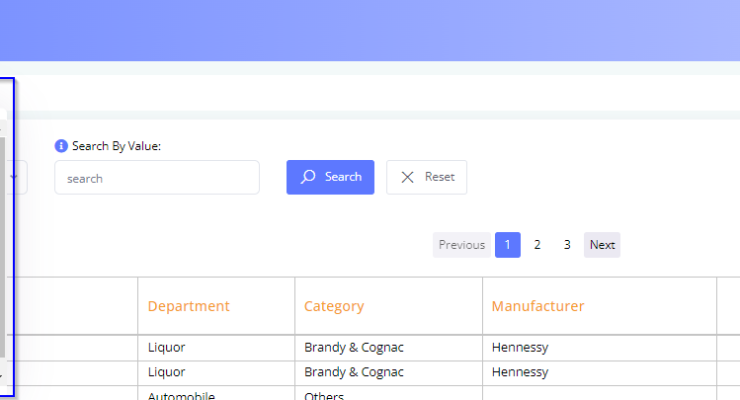 Search By Value:
search
Search
Reset
Previous 1 2 3 Next
Department Category Manufacturer
Liquor Brandy & Cognac Hennessy
Liquor Brandy & Cognac Hennessy
Automobile Others